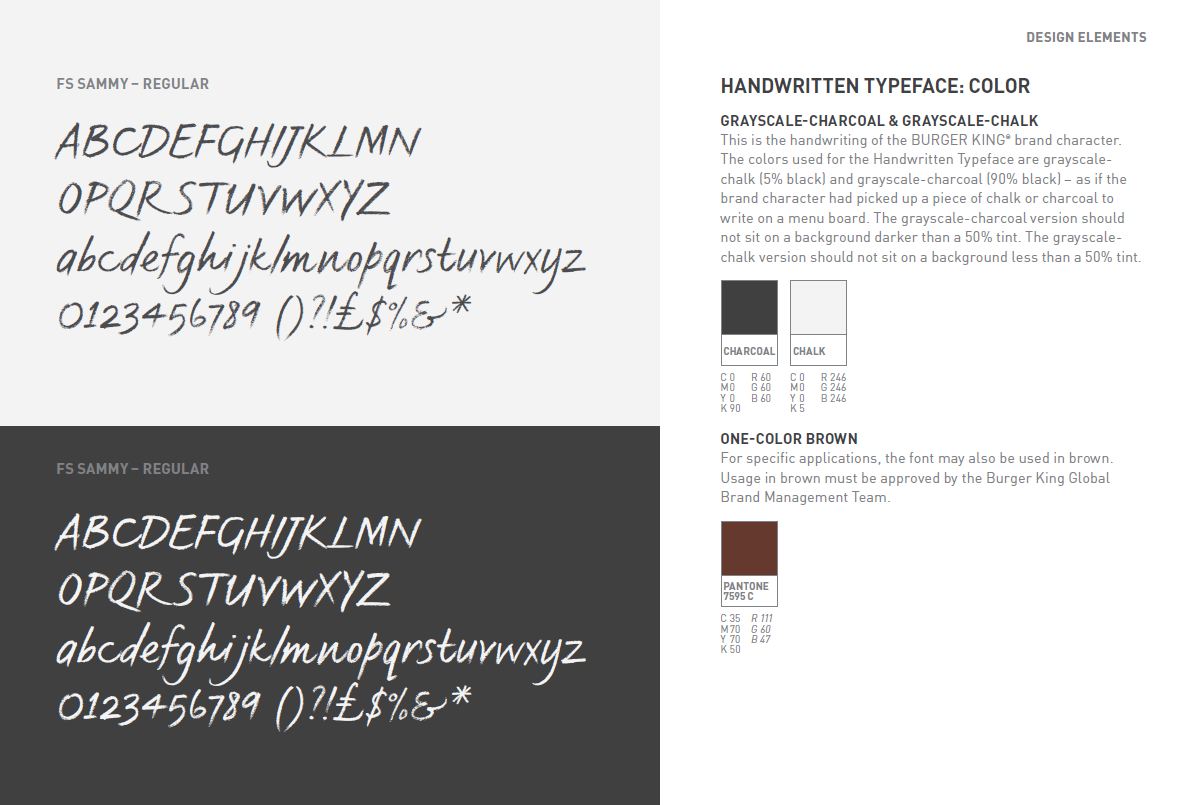 FS SAMMY – REGULAR
ABCDEFGHIJKLMN
OPQRSTUVWXYZ
abcdefghijklmnopqrstuvwxyz
0123456789 ()?!£$%&*
FS SAMMY – REGULAR
ABCDEFGHIJKLMN
OPQRSTUVWXYZ
abcdefghijklmnopqrstuvwxyz
0123456789 ()?!£$%&*
DESIGN ELEMENTS
HANDWRITTEN TYPEFACE: COLOR
GRAYSCALE-CHARCOAL & GRAYSCALE-CHALK
This is the handwriting of the BURGER KING® brand character.
The colors used for the Handwritten Typeface are grayscale-
chalk (5% black) and grayscale-charcoal (90% black) – as if the
brand character had picked up a piece of chalk or charcoal to
write on a menu board. The grayscale-charcoal version should
not sit on a background darker than a 50% tint. The grayscale-
chalk version should not sit on a background less than a 50% tint.
CHARCOAL CHALK
C 0 R 60 C 0 R 246
M 0 G 60 M 0 G 246
Y 0 B 60 Y 0 B 246
K 90 K 5
ONE-COLOR BROWN
For specific applications, the font may also be used in brown.
Usage in brown must be approved by the Burger King Global
Brand Management Team.
PANTONE
7595 C
C 35 R 111
M 70 G 60
Y 70 B 47
K 50